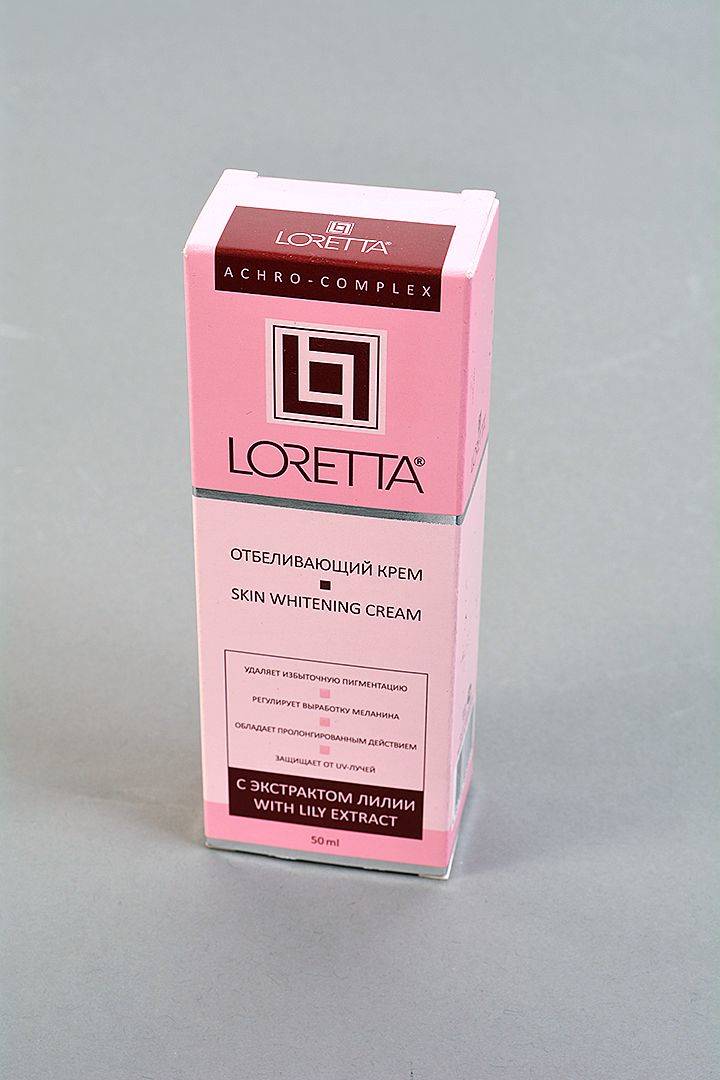 LORETTA®
ACHRO-COMPLEX
LORETTA®
ОТБЕЛИВАЮЩИЙ КРЕМ
SKIN WHITENING CREAM
УДАЛЯЕТ ИЗБЫТОЧНУЮ ПИГМЕНТАЦИЮ
РЕГУЛИРУЕТ ВЫРАБОТКУ МЕЛАНИНА
ОБЛАДАЕТ ПРОЛОНГИРОВАННЫМ ДЕЙСТВИЕМ
ЗАЩИЩАЕТ ОТ UV-ЛУЧЕЙ
С ЭКСТРАКТОМ ЛИЛИИ
WITH LILY EXTRACT
50 ml